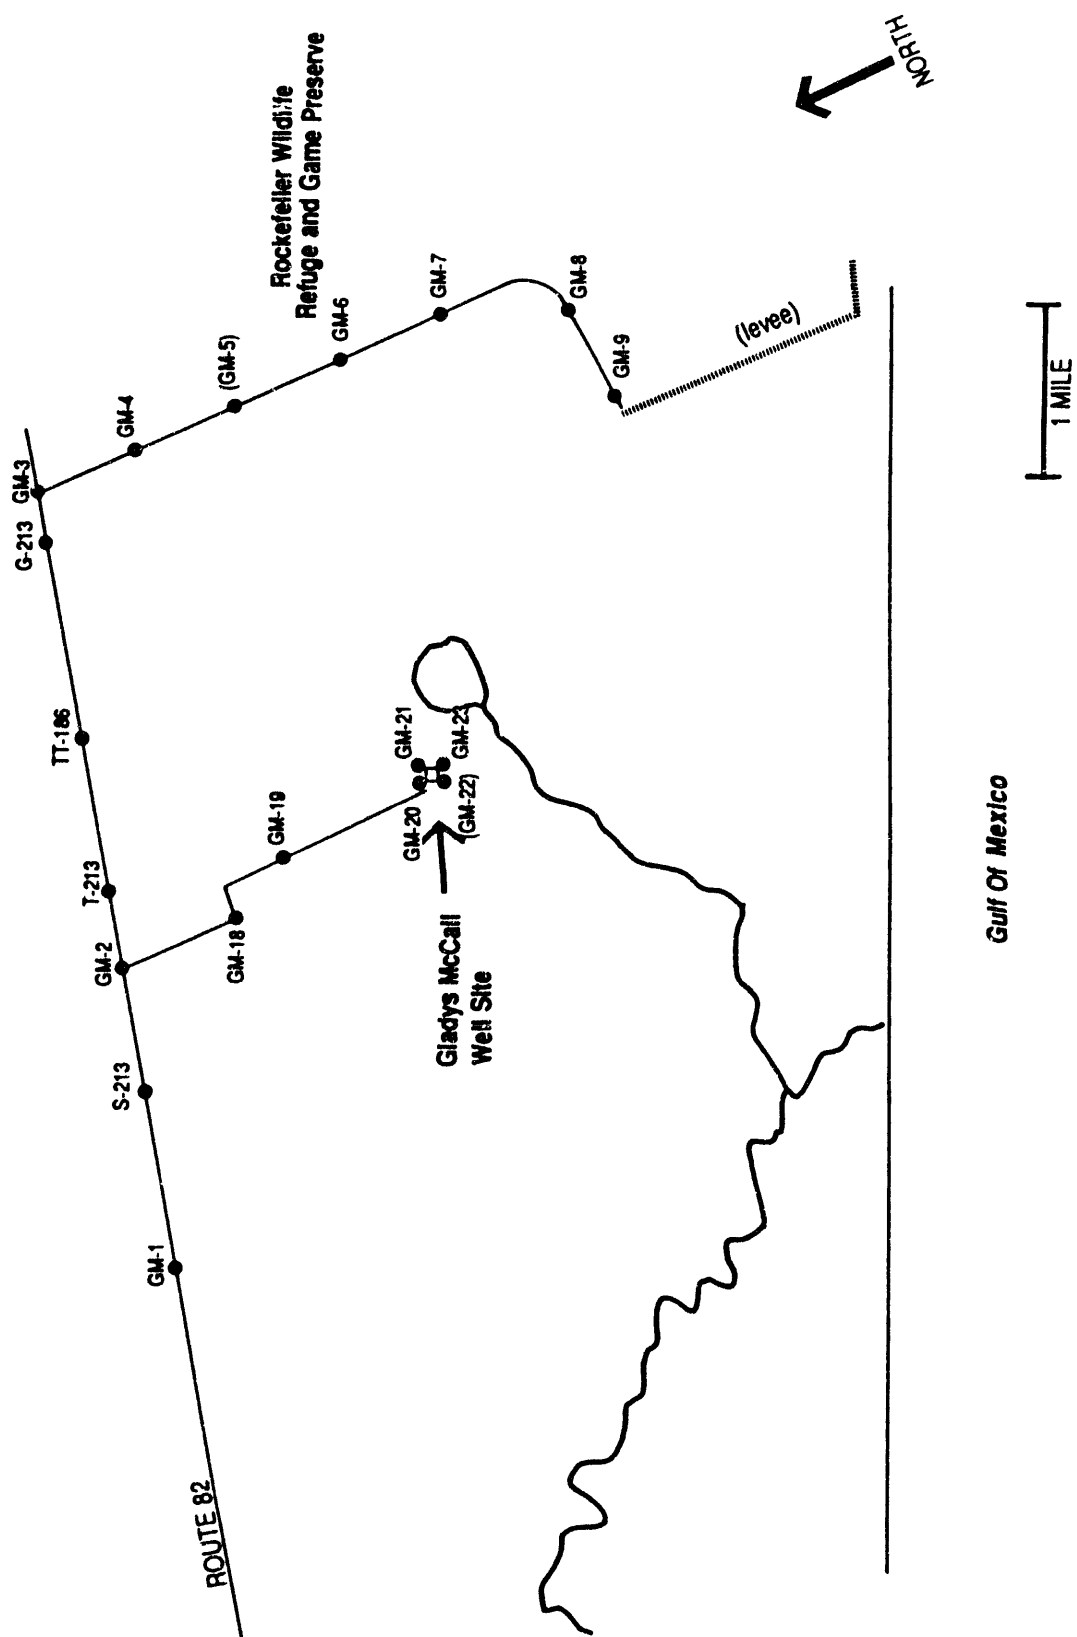 NORTH
Rockefeller Wildlife
Refuge and Game Preserve
GM-3
G-213
GM-4
(GM-5)
GM-6
GM-7
GM-8
GM-9
(levee)
1 MILE
TT-186
T-213
GM-2
S-213
GM-1
ROUTE 82
GM-18
GM-19
GM-20
GM-21
(GM-22)
GM-23
Gladys McCall
Well Site
Gulf Of Mexico